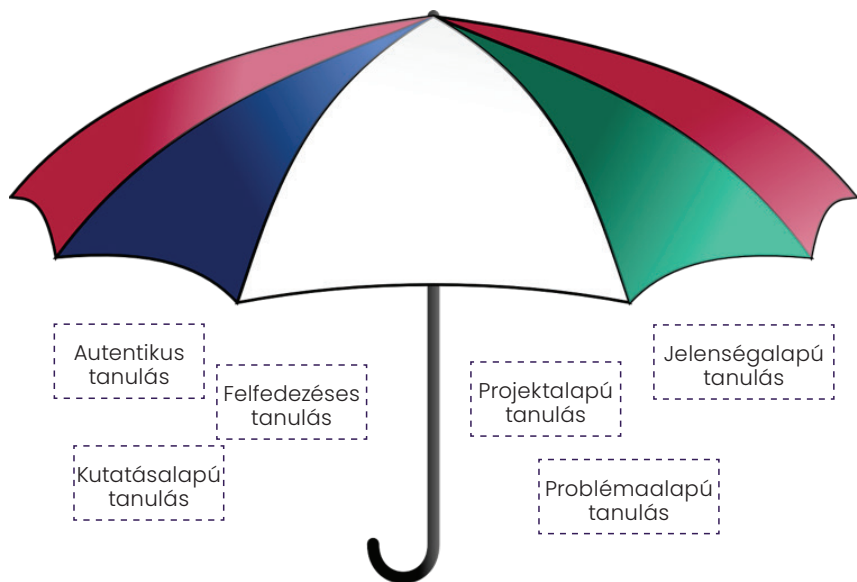 Autentikus
tanulás
Felfedezéses
tanulás
Kutatásalapú
tanulás
Projektalapú
tanulás
Jelenségalapú
tanulás
Problémaalapú
tanulás